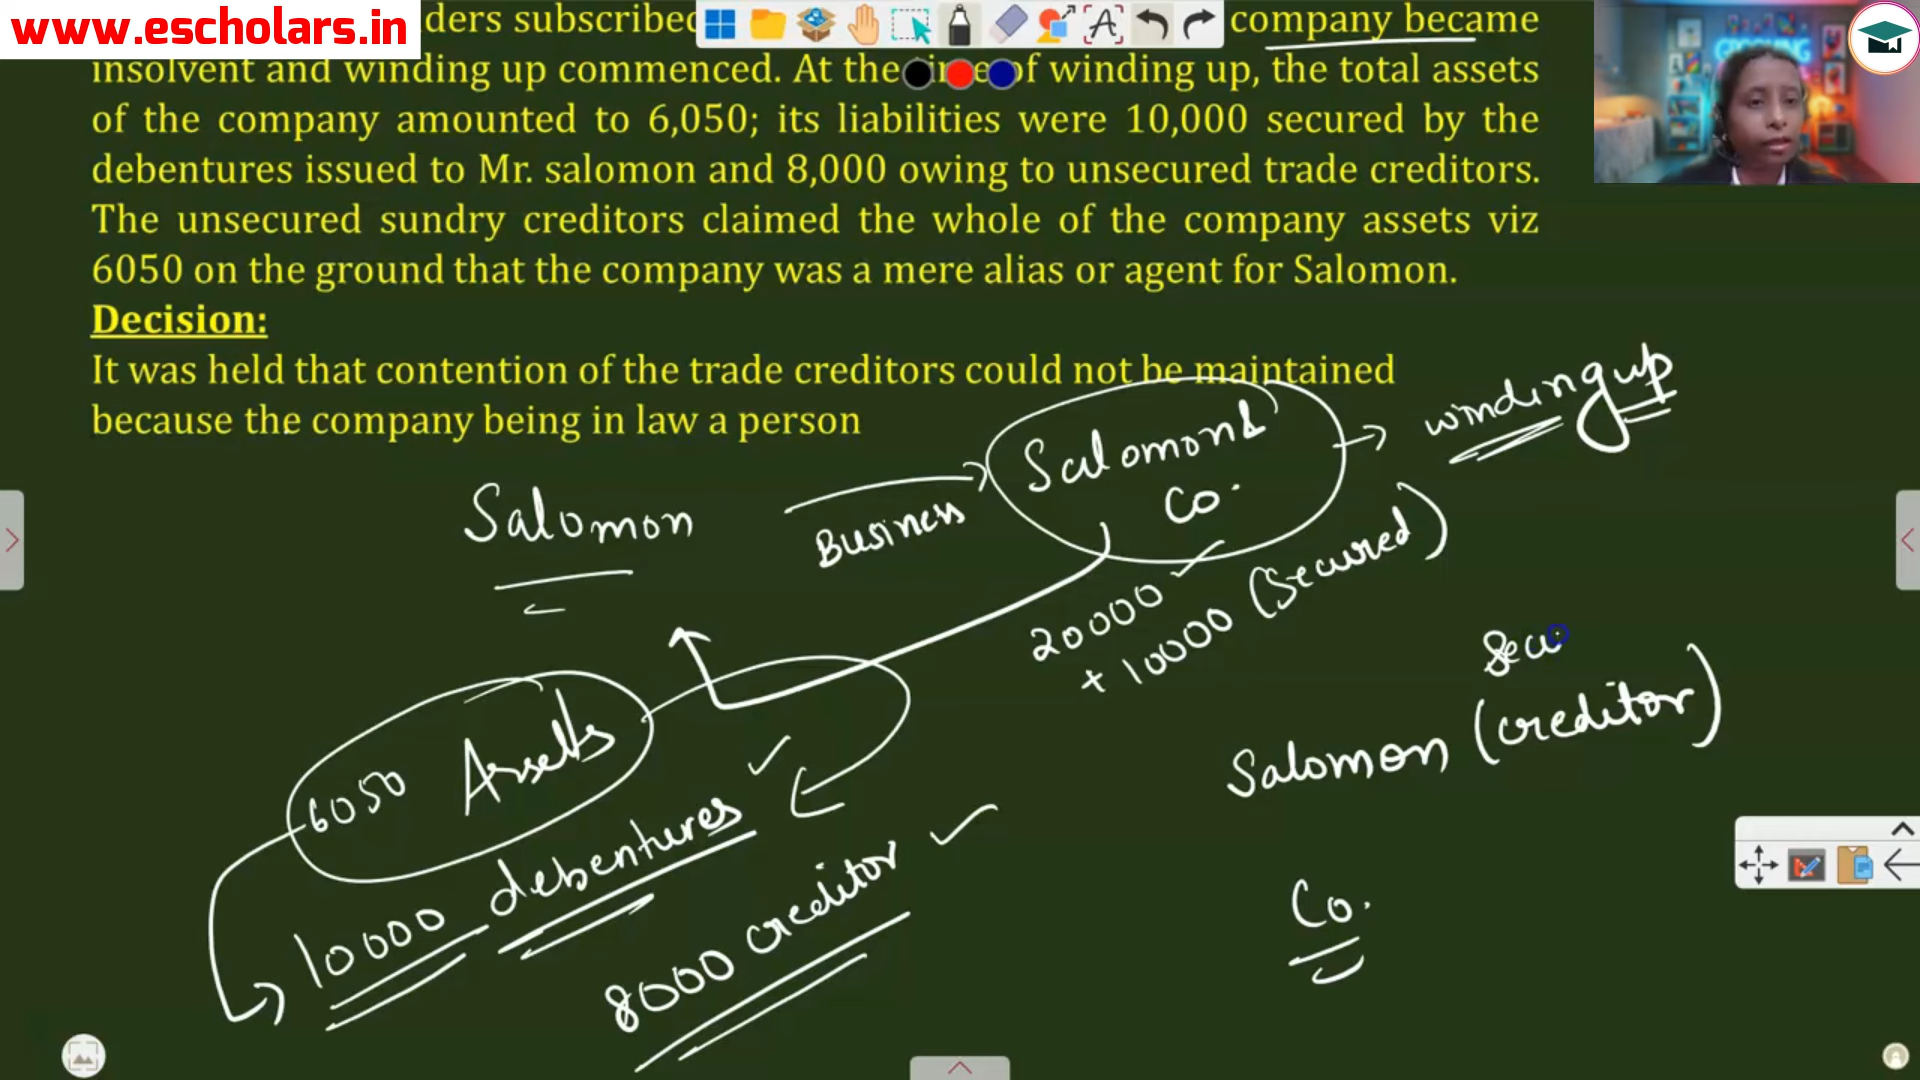 www.escholars.in
ders subscribed company became
insolvent and winding up commenced. At the of winding up, the total assets
of the company amounted to 6,050; its liabilities were 10,000 secured by the
debentures issued to Mr. salomon and 8,000 owing to unsecured trade creditors.
The unsecured sundry creditors claimed the whole of the company assets viz
6050 on the ground that the company was a mere alias or agent for Salomon.
Decision:
It was held that contention of the trade creditors could not be maintained
because the company being in law a person
winding up
Salomon &
Co.
Salomon
Business
20000
+ 10000 (Secured)
Secu
Salomon (creditor)
6050 Assets
10000 debentures
8000 creditor
Co.